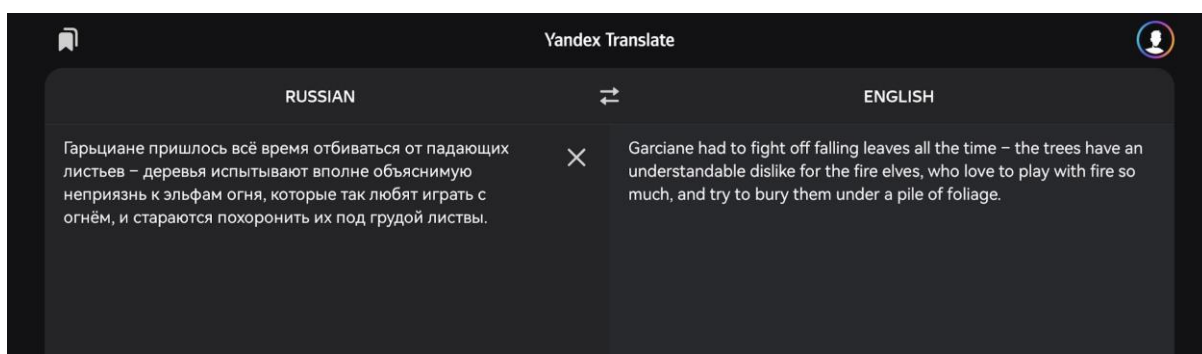 Yandex Translate
RUSSIAN
ENGLISH
Гарьциане пришлось всё время отбиваться от падающих
листьев – деревья испытывают вполне объяснимую
неприязнь к эльфам огня, которые так любят играть с
огнём, и стараются похоронить их под грудой листвы.
Garciane had to fight off falling leaves all the time – the trees have an
understandable dislike for the fire elves, who love to play with fire so
much, and try to bury them under a pile of foliage.